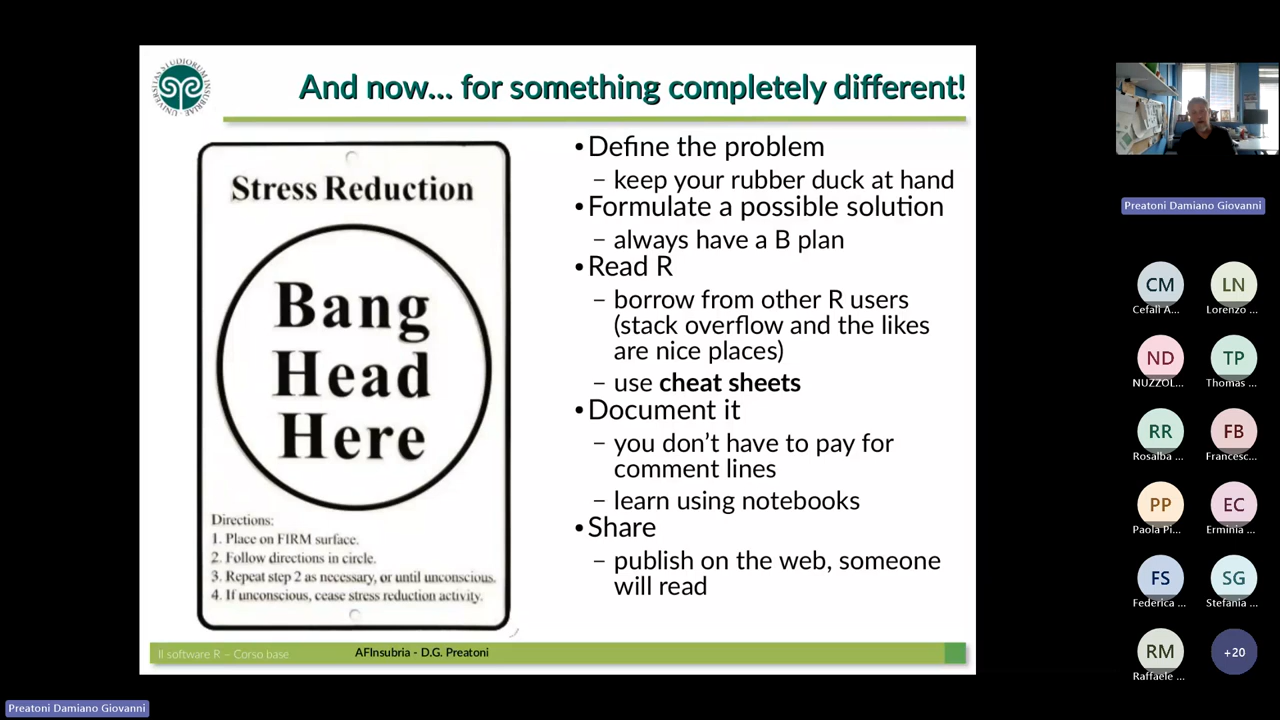 And now... for something completely different!
Stress Reduction
Bang
Head
Here
Directions:
1. Place on FIRM surface.
2. Follow directions in circle.
3. Repeat step 2 as necessary, or until unconscious.
4. If unconscious, cease stress reduction activity.
•Define the problem
– keep your rubber duck at hand
•Formulate a possible solution
– always have a B plan
•Read R
– borrow from other R users
(stack overflow and the likes
are nice places)
– use cheat sheets
•Document it
– you don’t have to pay for
comment lines
– learn using notebooks
•Share
– publish on the web, someone
will read
Il software R – Corso base
AFInsubria - D.G. Preatoni
Preatoni Damiano Giovanni
CM
Cefalì A...
LN
Lorenzo ...
ND
NUZZOL...
TP
Thomas ...
RR
Rosalba ...
FB
Francesc...
PP
Paola Pi...
EC
Erminia ...
FS
Federica ...
SG
Stefania ...
RM
Raffaele ...
+20
Preatoni Damiano Giovanni